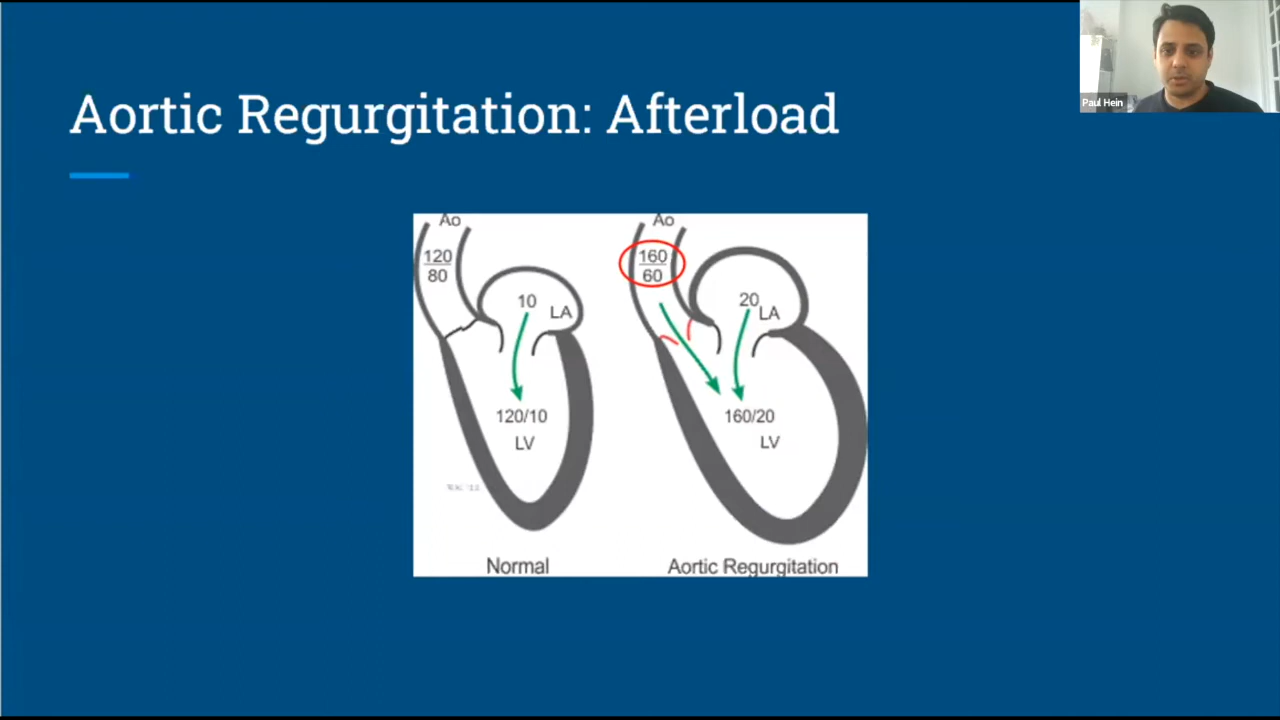 Paul Hein
Aortic Regurgitation: Afterload
Ao
120
80
10
LA
120/10
LV
Normal
Ao
160
60
20
LA
160/20
LV
Aortic Regurgitation